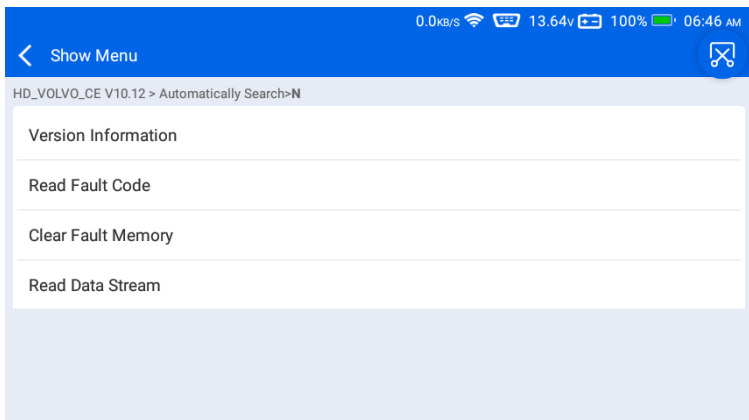 0.0KB/S 13.64V 100% 06:46 AM
Show Menu
HD_VOLVO_CE V10.12 > Automatically Search>N
Version Information
Read Fault Code
Clear Fault Memory
Read Data Stream